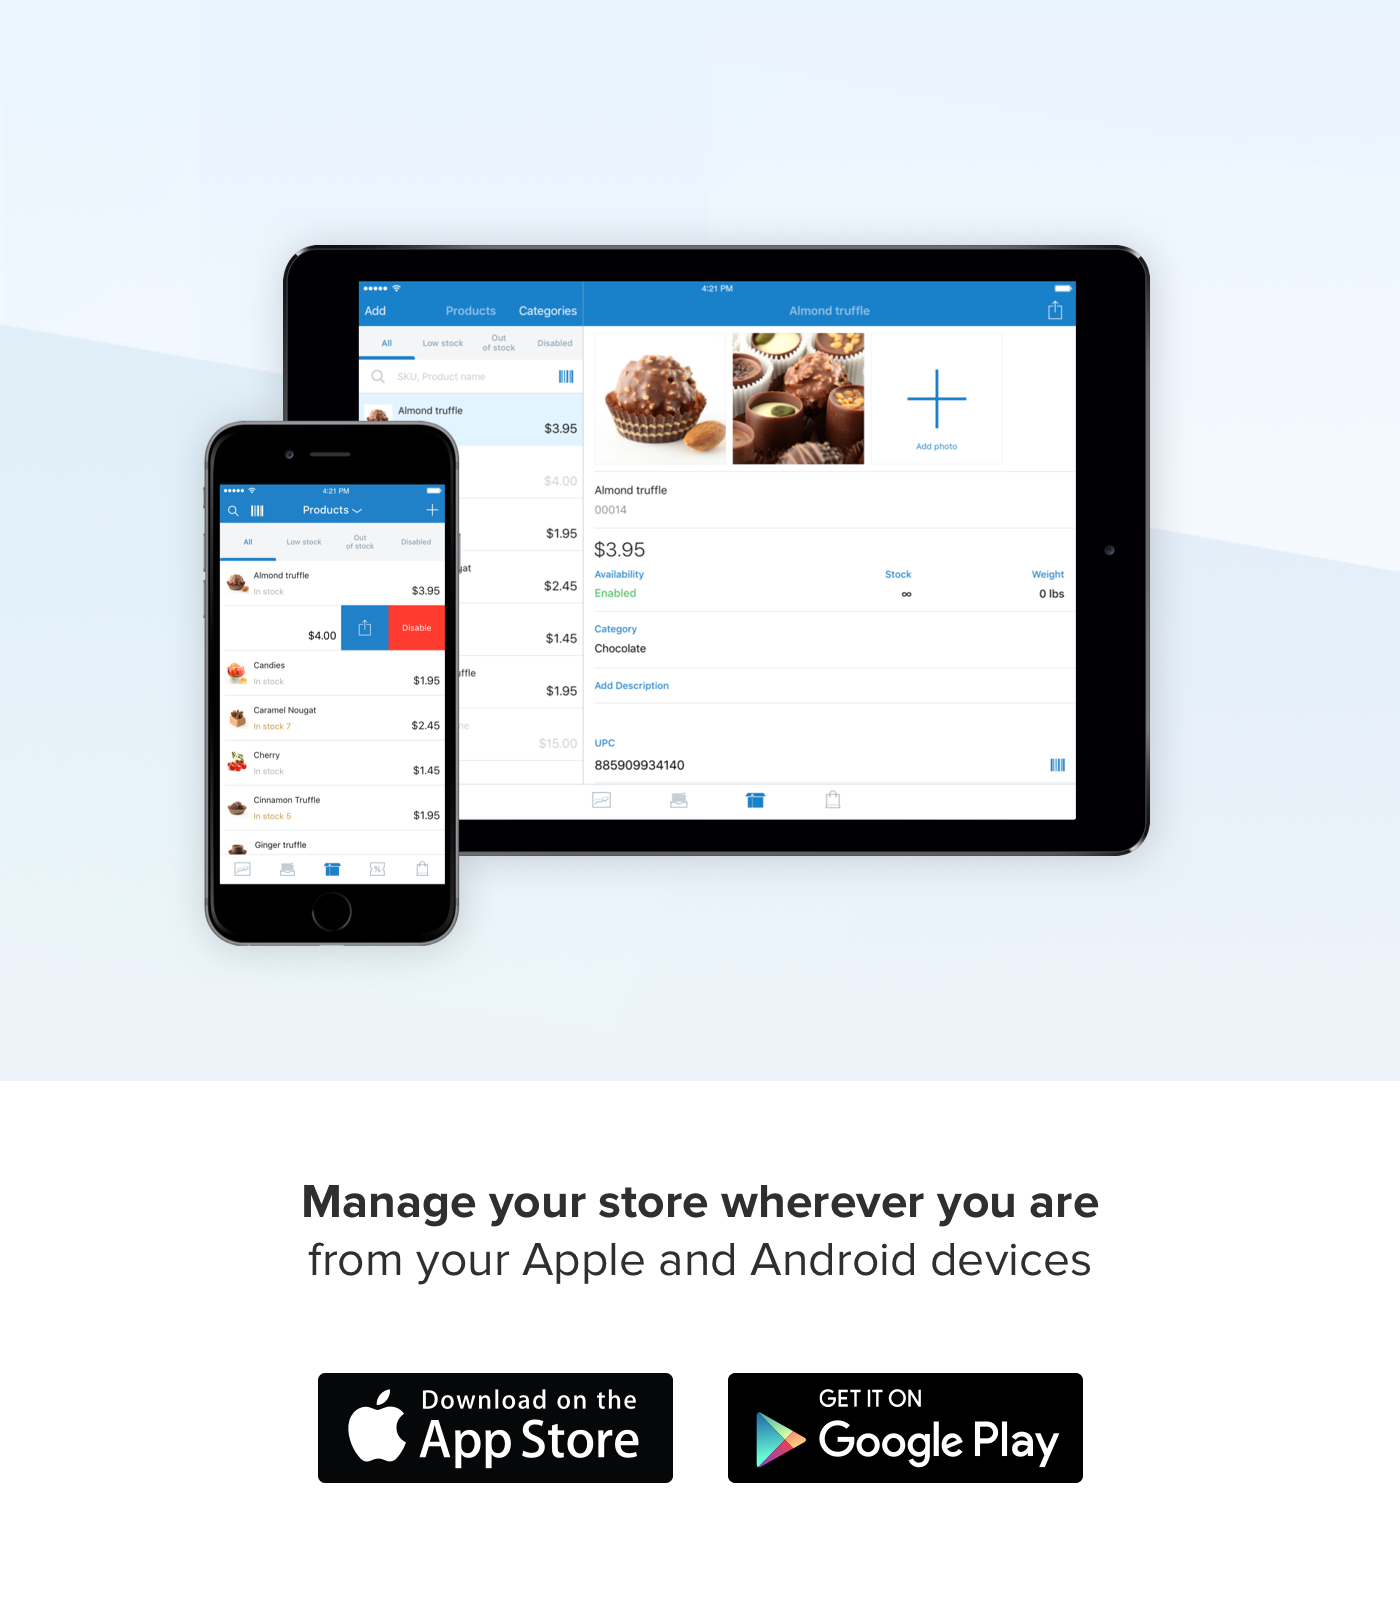 4:21 PM
Add
Products
Categories
Almond truffle
All
Low stock
Out
of stock
Disabled
SKU, Product name
Almond truffle
$3.95
$4.00
$1.95
$2.45
$1.45
$1.95
$15.00
Add photo
Almond truffle
00014
$3.95
Availability
Stock
Weight
Enabled
∞
0 lbs
Category
Chocolate
Add Description
UPC
885909934140
4:21 PM
Products
All
Low stock
Out
of stock
Disabled
Almond truffle
In stock
$3.95
$4.00
Disable
Candies
In stock
$1.95
Caramel Nougat
In stock 7
$2.45
Cherry
In stock
$1.45
Cinnamon Truffle
In stock 5
$1.95
Ginger truffle
Manage your store wherever you are
from your Apple and Android devices
Download on the
App Store
GET IT ON
Google Play